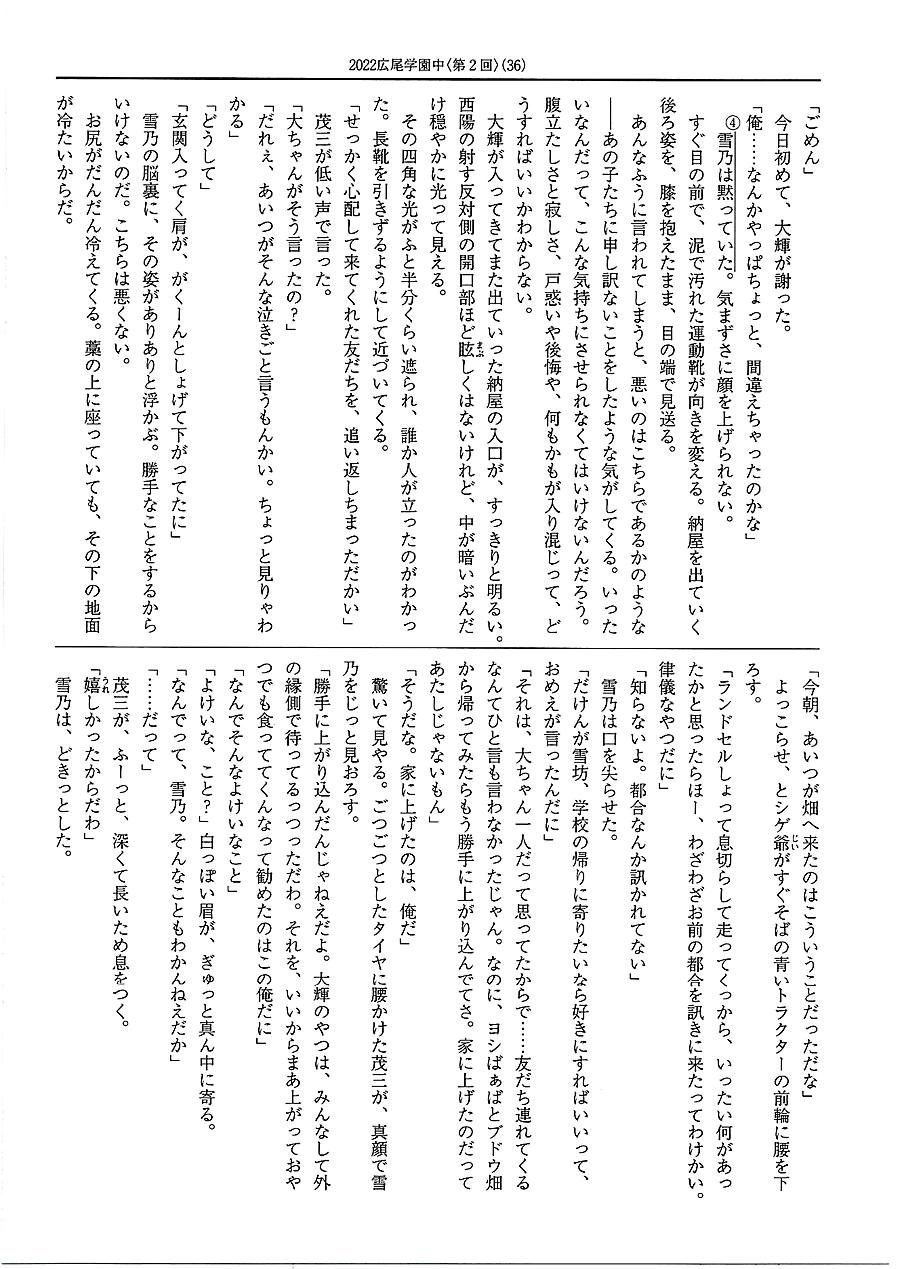 2022広尾学園中〈第２回〉(36)
「ごめん」
　今日初めて、大輝が謝った。
「俺……なんかやっぱちょっと、間違えちゃったのかな」
　④雪乃は黙っていた。気まずさに顔を上げられない。
　すぐ目の前で、泥で汚れた運動靴が向きを変える。納屋を出ていく
後ろ姿を、膝を抱えたまま、目の端で見送る。
　あんなふうに言われてしまうと、悪いのはこちらであるかのような
――あの子たちに申し訳ないことをしたような気がしてくる。いった
いなんだって、こんな気持ちにさせられなくてはいけないんだろう。
腹立たしさと寂しさ、戸惑いや後悔や、何もかもが入り混じって、ど
うすればいいかわからない。
　大輝が入ってきてまた出ていった納屋の入口が、すっきりと明るい。
西陽の射す反対側の開口部ほど眩しくはないけれど、中が暗いぶんだ
け穏やかに光って見える。
　その四角な光がふと半分くらい遮られ、誰か人が立ったのがわかっ
た。長靴を引きずるようにして近づいてくる。
「せっかく心配して来てくれた友だちを、追い返しちまっただかい」
　茂三が低い声で言った。
「大ちゃんがそう言ったの？」
「だれぇ、あいつがそんな泣きごと言うもんかい。ちょっと見りゃわ
かる」
「どうして」
「玄関入ってく肩が、がくーんとしょげて下がってたに」
　雪乃の脳裏に、その姿がありありと浮かぶ。勝手なことをするから
いけないのだ。こちらは悪くない。
　お尻がだんだん冷えてくる。藁の上に座っていても、その下の地面
が冷たいからだ。
「今朝、あいつが畑へ来たのはこういうことだっただな」
　よっこらせ、とシゲ爺がすぐそばの青いトラクターの前輪に腰を下
ろす。
「ランドセルしょって息切らして走ってくっから、いったい何があっ
たかと思ったらほー、わざわざお前の都合を訊きに来たってわけかい。
律儀なやつだに」
「知らないよ。都合なんか訊かれてない」
　雪乃は口を尖らせた。
「だけんが雪坊、学校の帰りに寄りたいなら好きにすればいいって、
おめえが言ったんだに」
「それは、大ちゃん一人だって思ってたからで……友だち連れてくる
なんてひと言も言わなかったじゃん。なのに、ヨシばぁばとブドウ畑
から帰ってみたらもう勝手に上がり込んでてさ。家に上げたのだって
あたしじゃないもん」
「そうだな。家に上げたのは、俺だ」
　驚いて見やる。ごつごつとしたタイヤに腰かけた茂三が、真顔で雪
乃をじっと見おろす。
「勝手に上がり込んだんじゃねえだよ。大輝のやつは、みんなして外
の縁側で待ってるっつっただわ。それを、いいからまあ上がっておや
つでも食っててくんなって勧めたのはこの俺だに」
「なんでそんなよけいなこと」
「よけいな、こと？」白っぽい眉が、ぎゅっと真ん中に寄る。
「なんでって、雪乃。そんなこともわかんねえだか」
「……だって」
　茂三が、ふーっと、深くて長いため息をつく。
「嬉しかったからだわ」
　雪乃は、どきっとした。